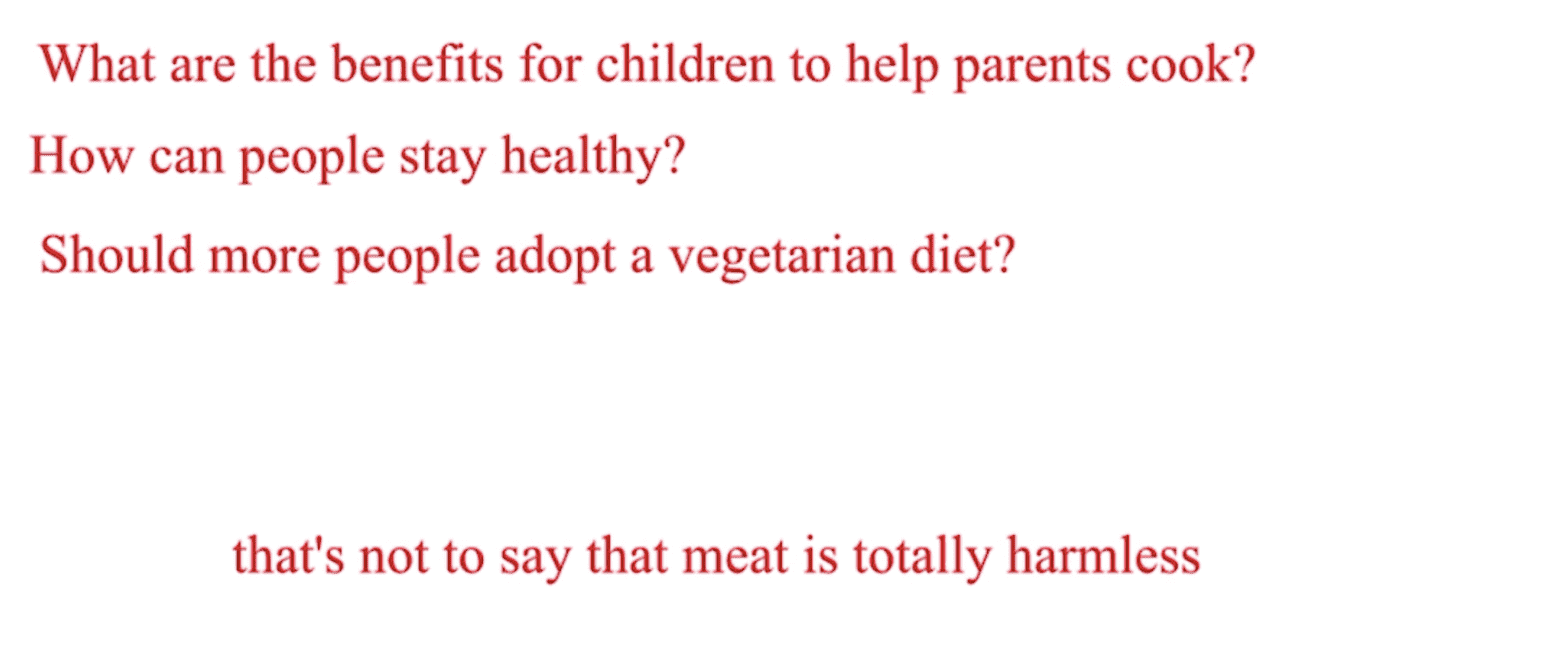 What are the benefits for children to help parents cook?
How can people stay healthy?
Should more people adopt a vegetarian diet?
that's not to say that meat is totally harmless